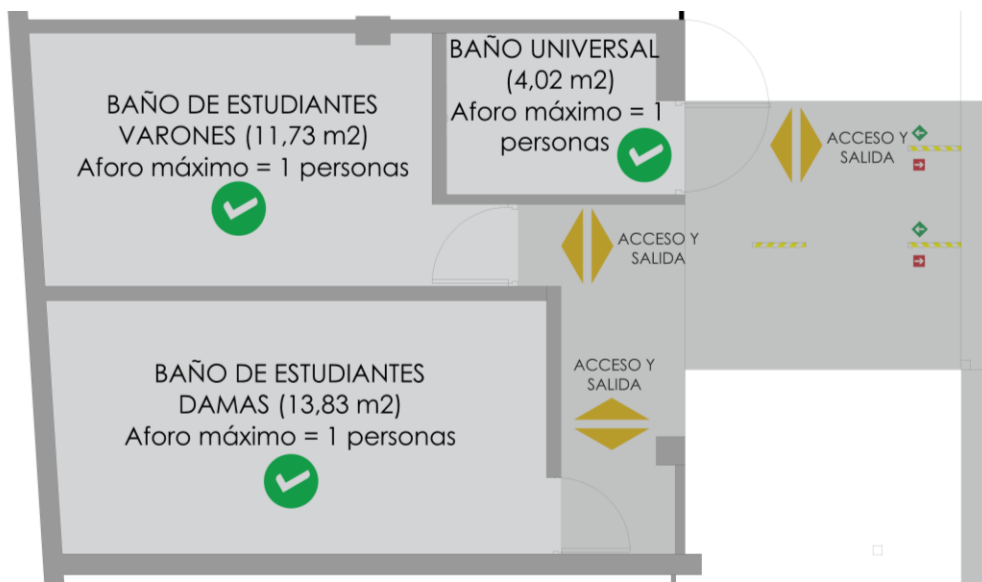 BAÑO UNIVERSAL
(4,02 m2)
Aforo máximo = 1
personas
BAÑO DE ESTUDIANTES
VARONES (11,73 m2)
Aforo máximo = 1 personas
ACCESO Y
SALIDA
ACCESO Y
SALIDA
ACCESO Y
SALIDA
BAÑO DE ESTUDIANTES
DAMAS (13,83 m2)
Aforo máximo = 1 personas